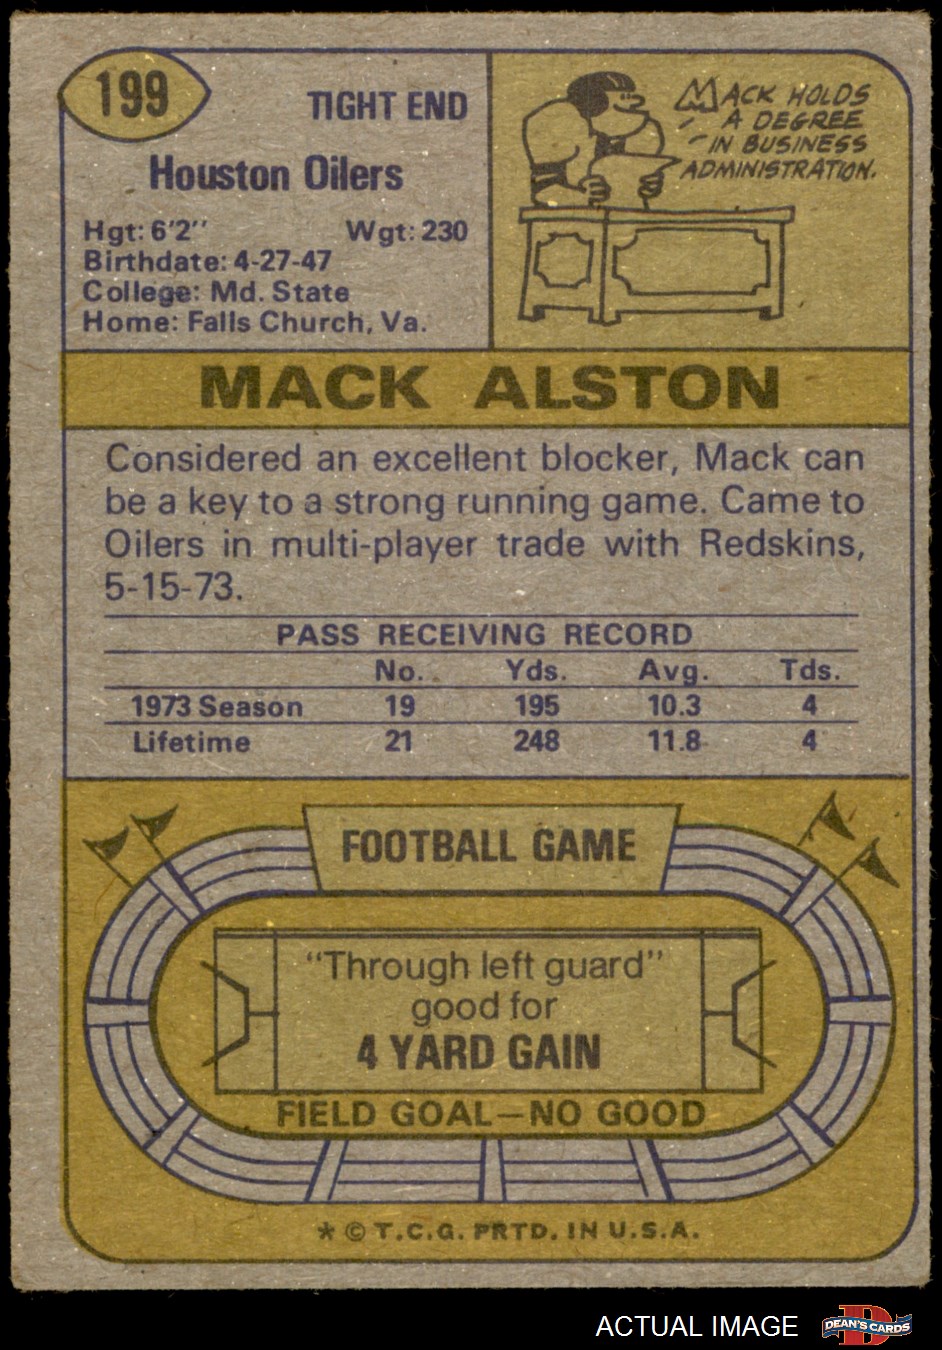 199
TIGHT END
Houston Oilers
Hgt: 6'2" Wgt: 230
Birthdate: 4-27-47
College: Md. State
Home: Falls Church, Va.
MACK HOLDS
A DEGREE
IN BUSINESS
ADMINISTRATION.
MACK ALSTON
Considered an excellent blocker, Mack can
be a key to a strong running game. Came to
Oilers in multi-player trade with Redskins,
5-15-73.
PASS RECEIVING RECORD
No. Yds. Avg. Tds.
1973 Season 19 195 10.3 4
Lifetime 21 248 11.8 4
FOOTBALL GAME
"Through left guard"
good for
4 YARD GAIN
FIELD GOAL—NO GOOD
* © T.C.G. PRTD. IN U.S.A.
ACTUAL IMAGE
DEAN'S CARDS